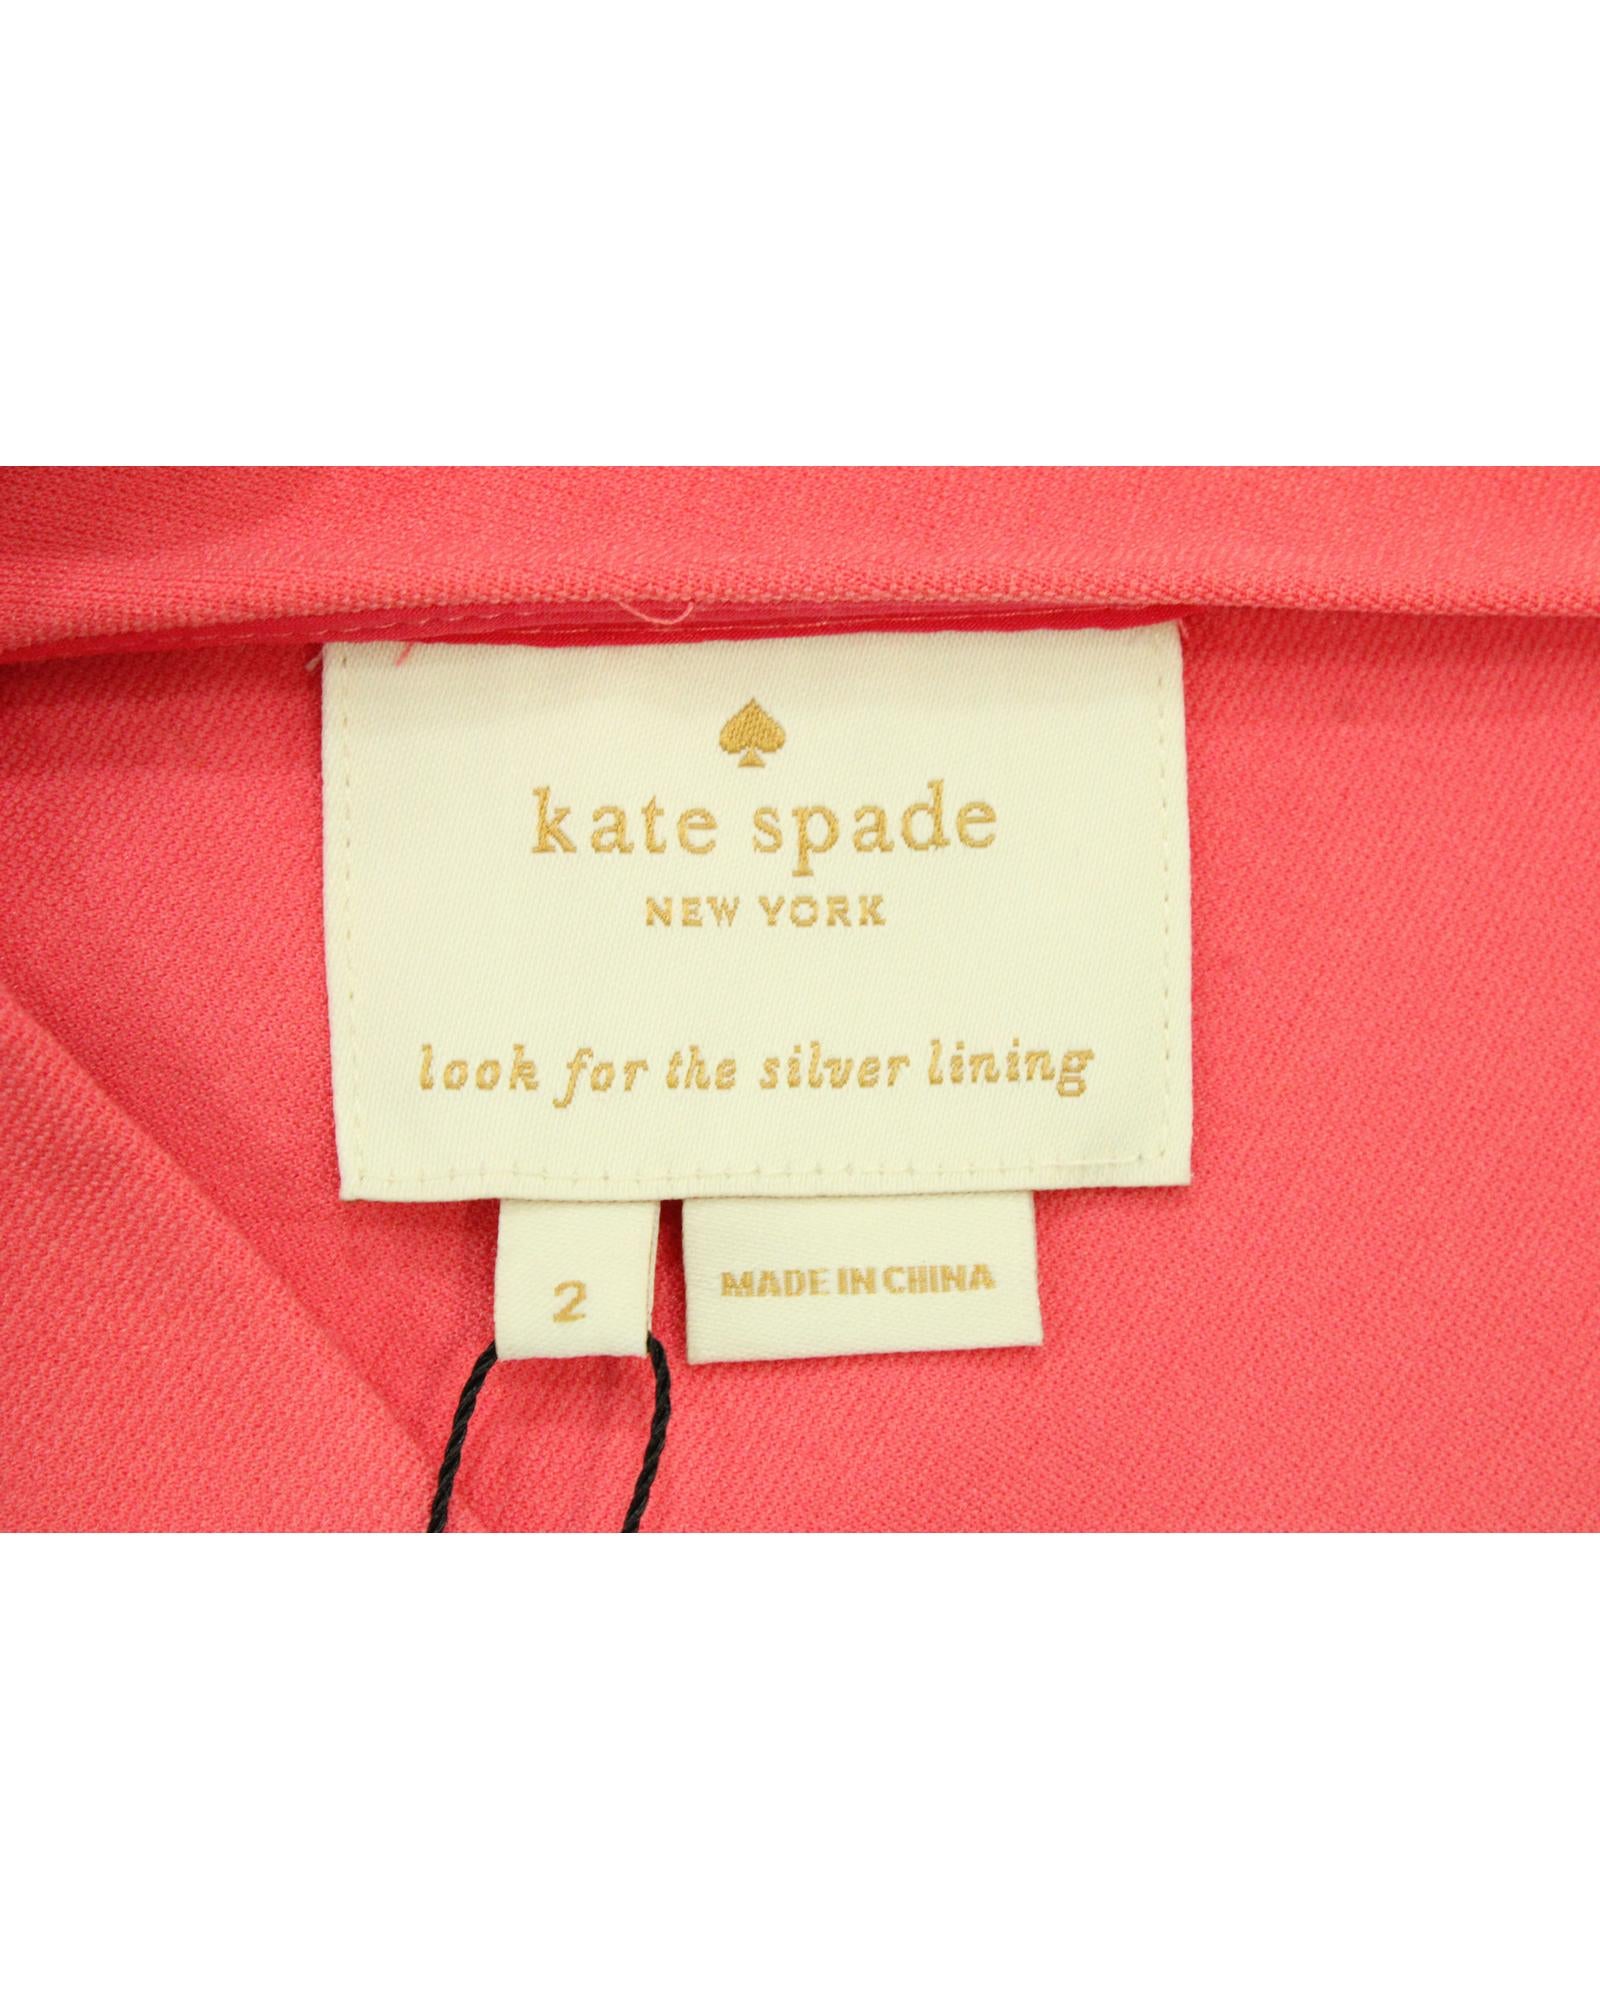 kate spade
NEW YORK
look for the silver lining
2
MADE IN CHINA